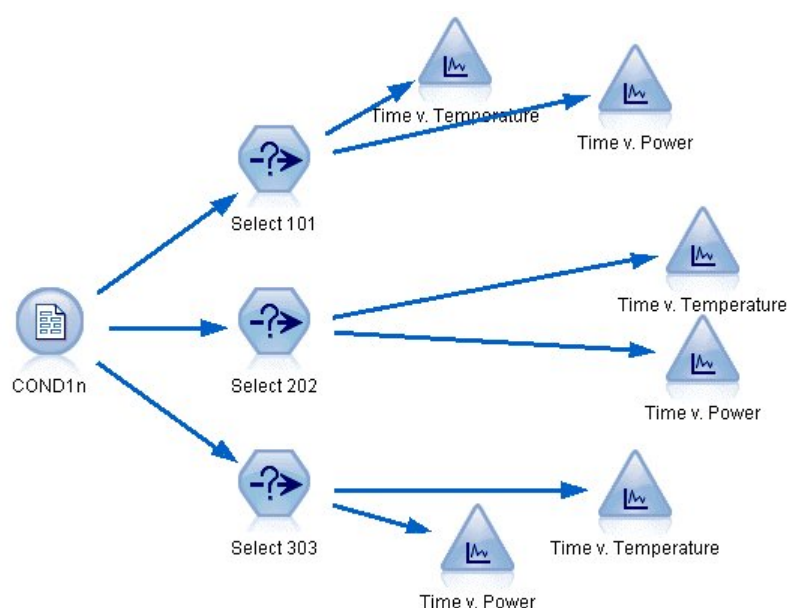 Time v. Temperature
Time v. Power
Select 101
Time v. Temperature
COND1n
Select 202
Time v. Power
Select 303
Time v. Temperature
Time v. Power